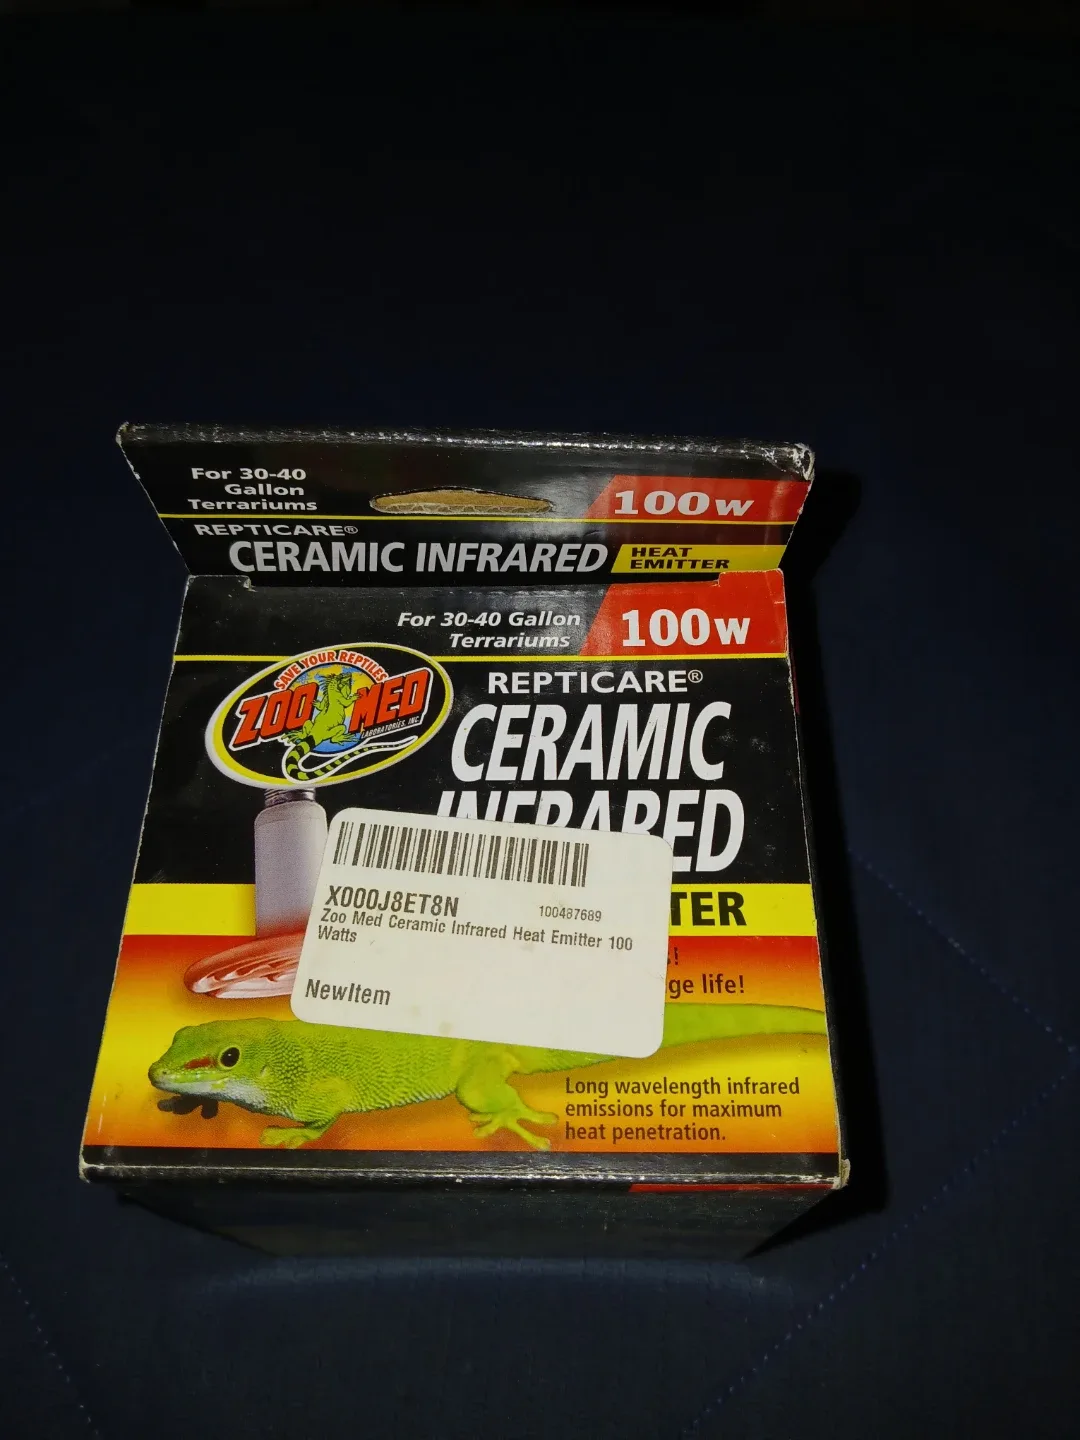 For 30-40
Gallon
Terrariums
100w
REPTICARE®
CERAMIC INFRARED
HEAT
EMITTER
For 30-40 Gallon
Terrariums
100w
SAVE YOUR REPTILES
ZOO MED
LABORATORIES, INC.
REPTICARE®
CERAMIC
INFRARED
TER
!
ge life!
X000J8ET8N
100487689
Zoo Med Ceramic Infrared Heat Emitter 100
Watts
NewItem
Long wavelength infrared
emissions for maximum
heat penetration.